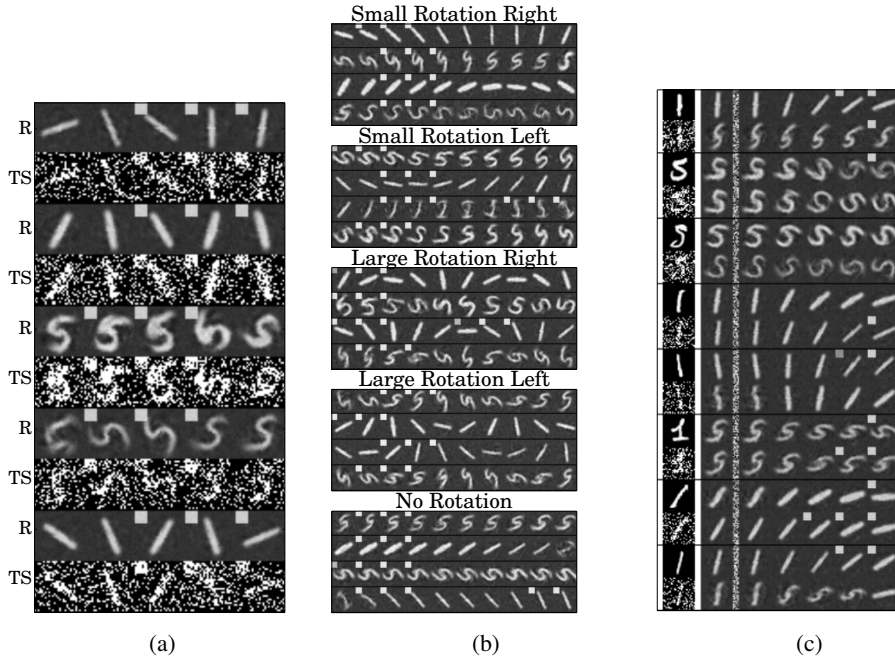 R
TS
R
TS
R
TS
R
TS
R
TS
(a)
Small Rotation Right
Small Rotation Left
Large Rotation Right
Large Rotation Left
No Rotation
(b)
(c)